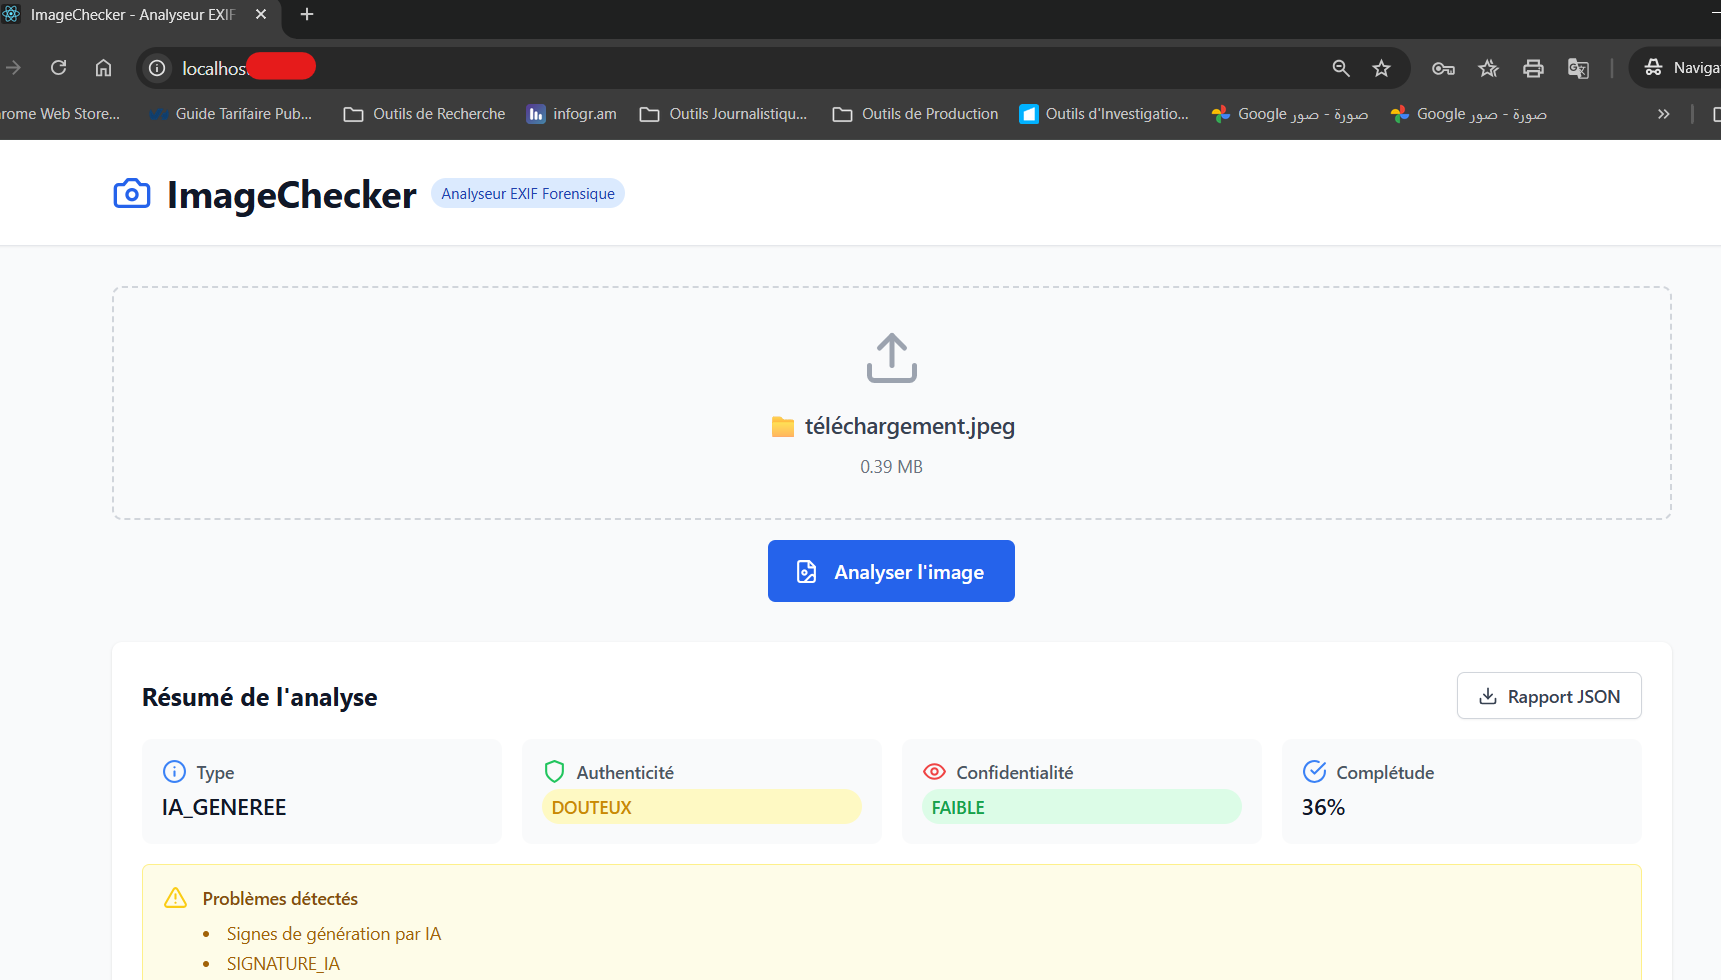 ImageChecker - Analyseur EXIF
localhos
rome Web Store...
Guide Tarifaire Pub...
Outils de Recherche
infogr.am
Outils Journalistiqu...
Outils de Production
Outils d'Investigatio...
صورة - صور Google
صورة - صور Google
Naviga
ImageChecker
Analyseur EXIF Forensique
téléchargement.jpeg
0.39 MB
Analyser l'image
Résumé de l'analyse
Rapport JSON
Type
IA_GENEREE
Authenticité
DOUTEUX
Confidentialité
FAIBLE
Complétude
36%
Problèmes détectés
• Signes de génération par IA
• SIGNATURE_IA